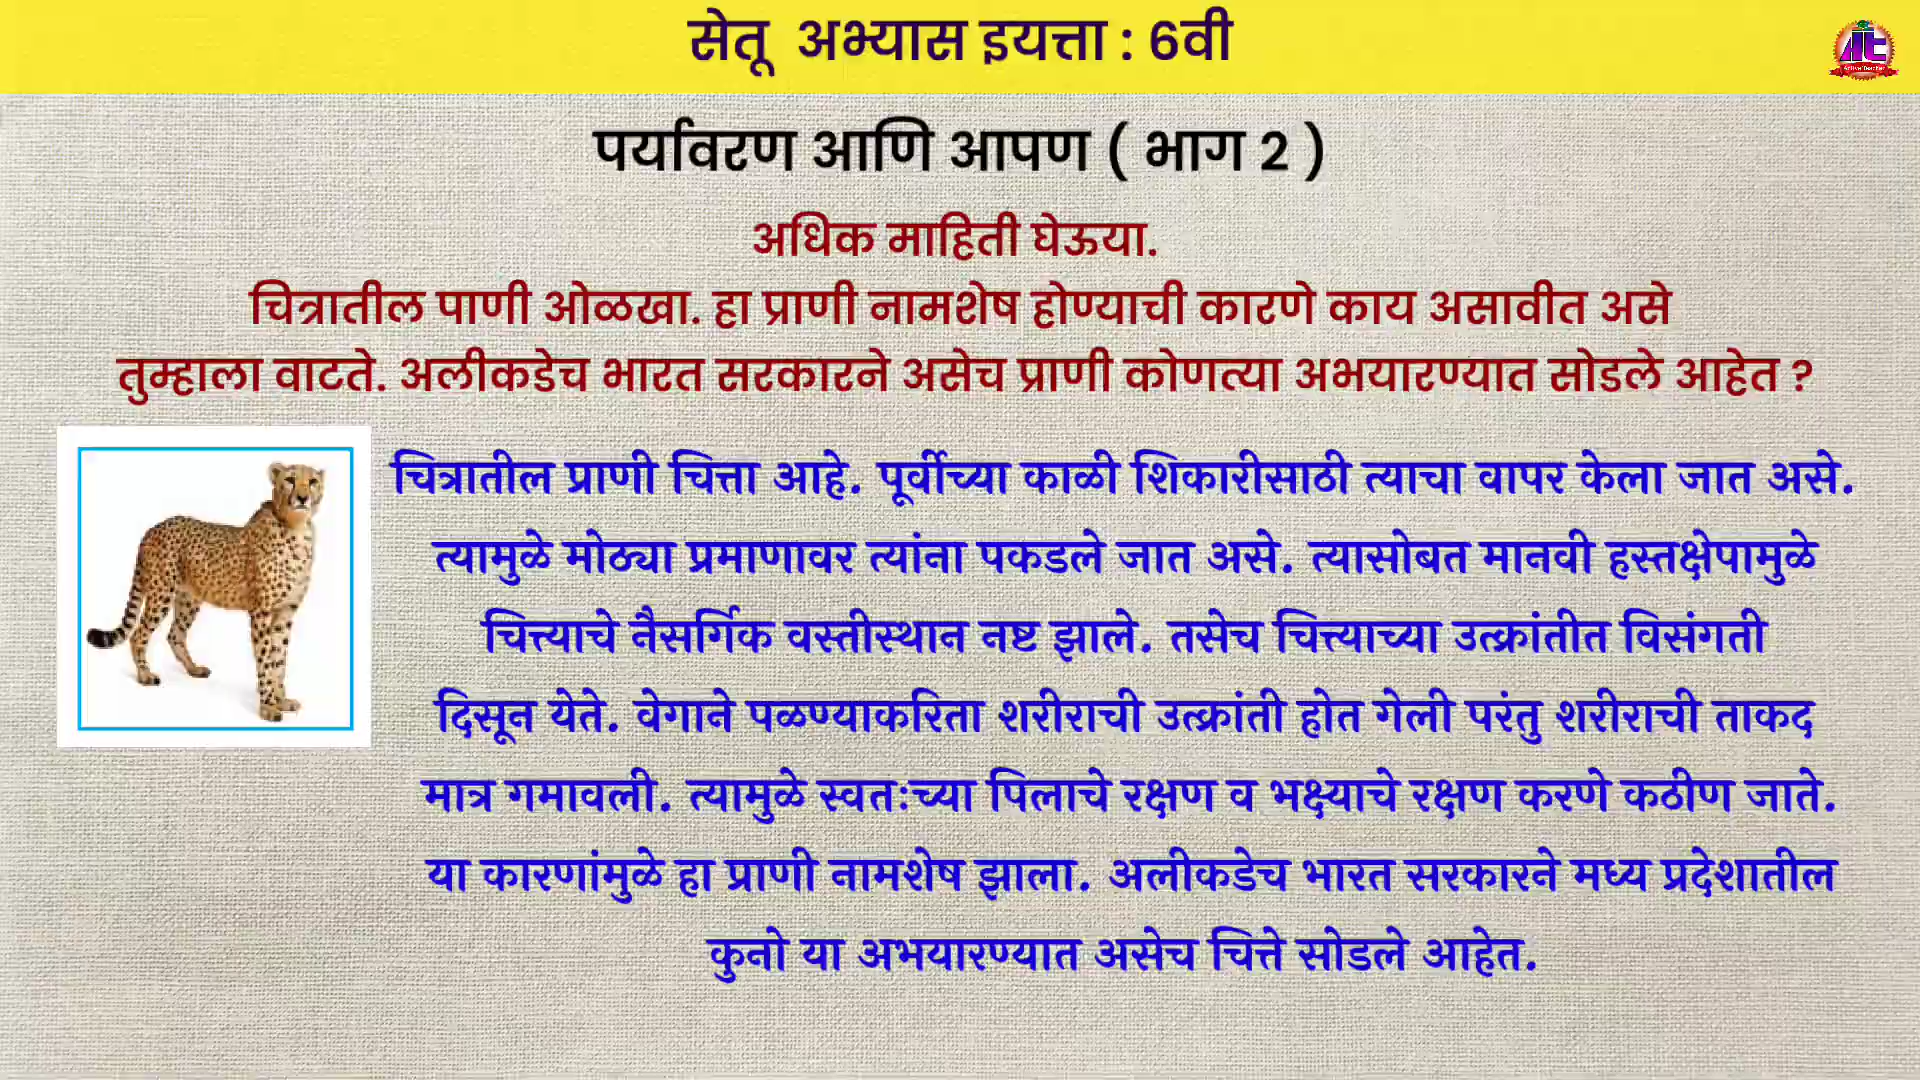 सेतू अभ्यास इयत्ता : 6वी
पर्यावरण आणि आपण ( भाग 2 )
अधिक माहिती घेऊया.
चित्रातील पाणी ओळखा. हा प्राणी नामशेष होण्याची कारणे काय असावीत असे
तुम्हाला वाटते. अलीकडेच भारत सरकारने असेच प्राणी कोणत्या अभयारण्यात सोडले आहेत ?
चित्रातील प्राणी चित्ता आहे. पूर्वीच्या काळी शिकारीसाठी त्याचा वापर केला जात असे.
त्यामुळे मोठ्या प्रमाणावर त्यांना पकडले जात असे. त्यासोबत मानवी हस्तक्षेपामुळे
चित्त्याचे नैसर्गिक वस्तीस्थान नष्ट झाले. तसेच चित्त्याच्या उत्क्रांतीत विसंगती
दिसून येते. वेगाने पळण्याकरिता शरीराची उत्क्रांती होत गेली परंतु शरीराची ताकद
मात्र गमावली. त्यामुळे स्वतःच्या पिलाचे रक्षण व भक्ष्याचे रक्षण करणे कठीण जाते.
या कारणांमुळे हा प्राणी नामशेष झाला. अलीकडेच भारत सरकारने मध्य प्रदेशातील
कुनो या अभयारण्यात असेच चित्ते सोडले आहेत.